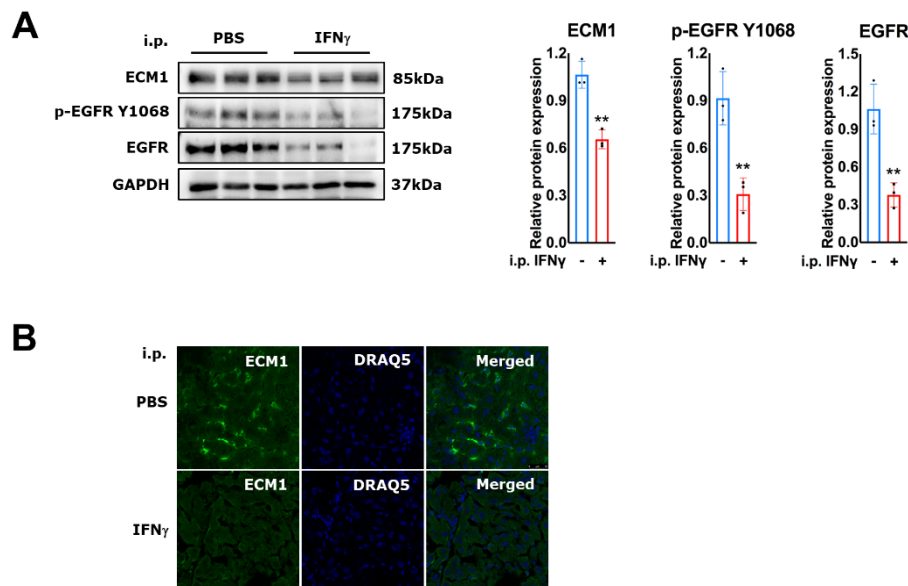 A
i.p. PBS IFNγ
ECM1 85kDa
p-EGFR Y1068 175kDa
EGFR 175kDa
GAPDH 37kDa
ECM1
Relative protein expression
1.2
0.9
0.6
0.3
0.0
**
i.p. IFNγ - +
p-EGFR Y1068
Relative protein expression
1.2
0.9
0.6
0.3
0.0
**
i.p. IFNγ - +
EGFR
Relative protein expression
1.5
1.2
0.9
0.6
0.3
0.0
**
i.p. IFNγ - +
B
i.p.
PBS
ECM1 DRAQ5 Merged
IFNγ
ECM1 DRAQ5 Merged